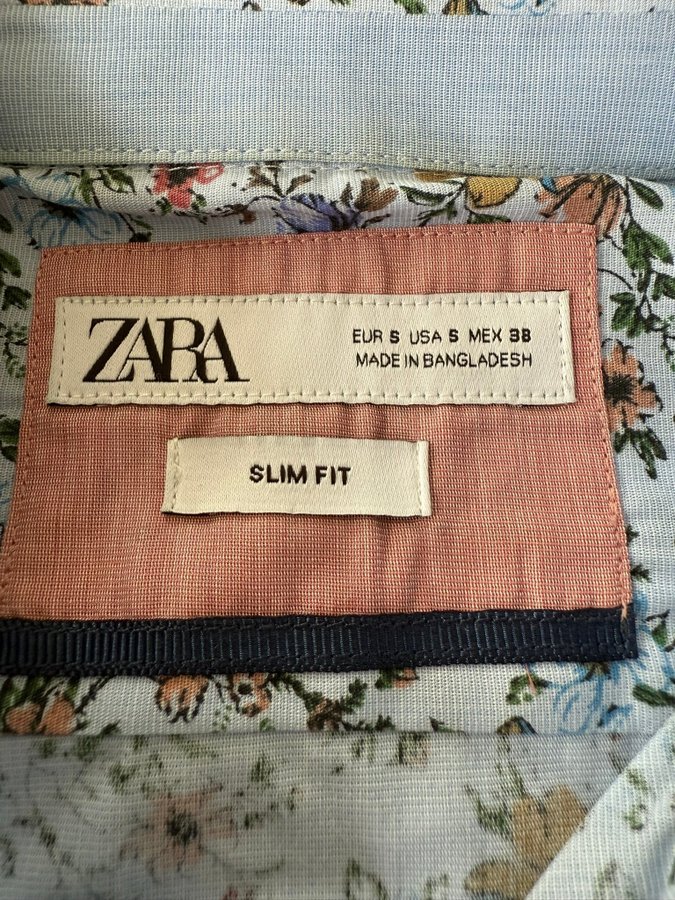 ZARA
EUR S USA S MEX 38
MADE IN BANGLADESH
SLIM FIT